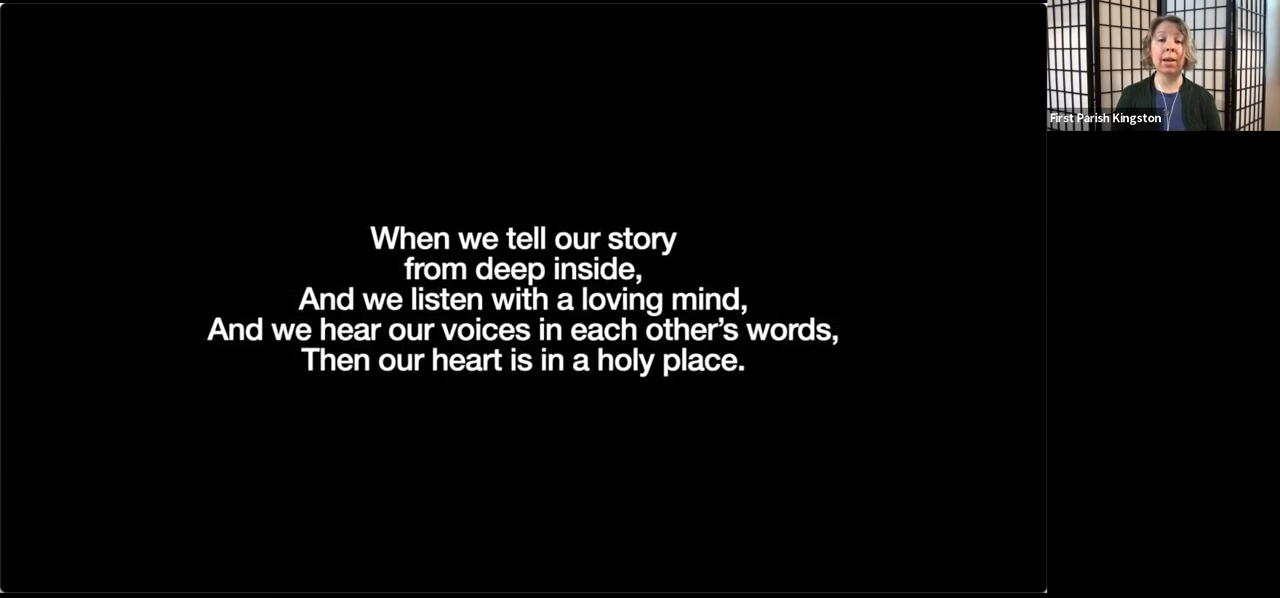 When we tell our story
from deep inside,
And we listen with a loving mind,
And we hear our voices in each other’s words,
Then our heart is in a holy place.
First Parish Kingston